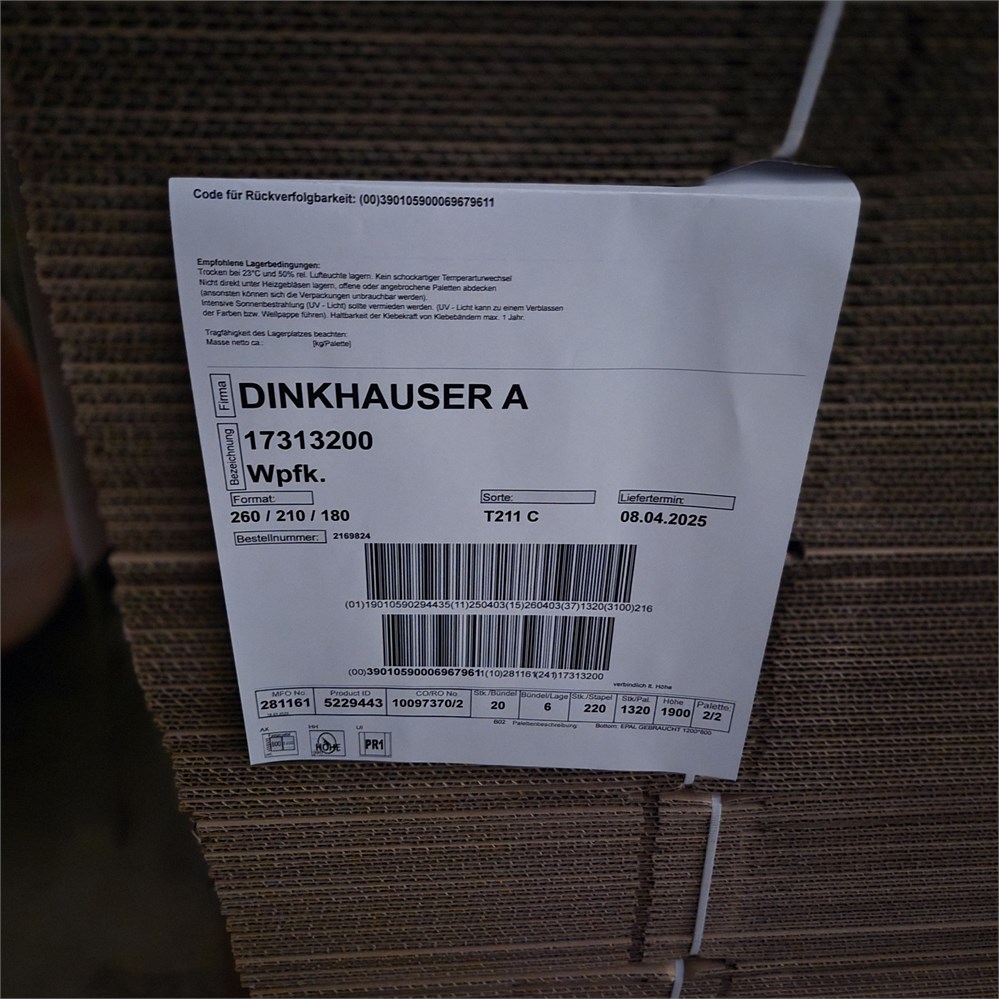 Code für Rückverfolgbarkeit: (00)390105900069679611
Empfohlene Lagerbedingungen:
Trocken bei 23°C und 50% rel. Luftfeuchte lagern. Kein schockartiger Temperaturwechsel
Nicht direkt unter Heizgebläsen lagern, offene oder angebrochene Paletten abdecken
(ansonsten können sich die Verpackungen unbrauchbar werden).
Intensive Sonnenbestrahlung (UV - Licht) sollte vermieden werden. (UV - Licht kann zu einem Verblassen
der Farben bzw. Wellpappe führen). Haltbarkeit der Klebekraft von Klebebändern max. 1 Jahr.
Tragfähigkeit des Lagerplatzes beachten:
Masse netto ca.: [kg/Palette]
Firma DINKHAUSER A
Bezeichnung 17313200
Wpfk.
Format: Sorte: Liefertermin:
260 / 210 / 180 T211 C 08.04.2025
Bestellnummer: 2169824
(01)19010590294435(11)250403(15)260403(37)1320(3100)216
(00)390105900069679611(10)281161(241)17313200
verbindlich lt. Höhe
MFO No. Product ID CO/RO No Stk./Bündel Bündel/Lage Stk./Stapel Stk/Pal. Höhe Palette:
281161 5229443 10097370/2 20 6 220 1320 1900 2/2
B02 Palettenbeschreibung: Bottom: EPAL GEBRAUCHT 1200*800
AA HH UI
HÖHE PR1